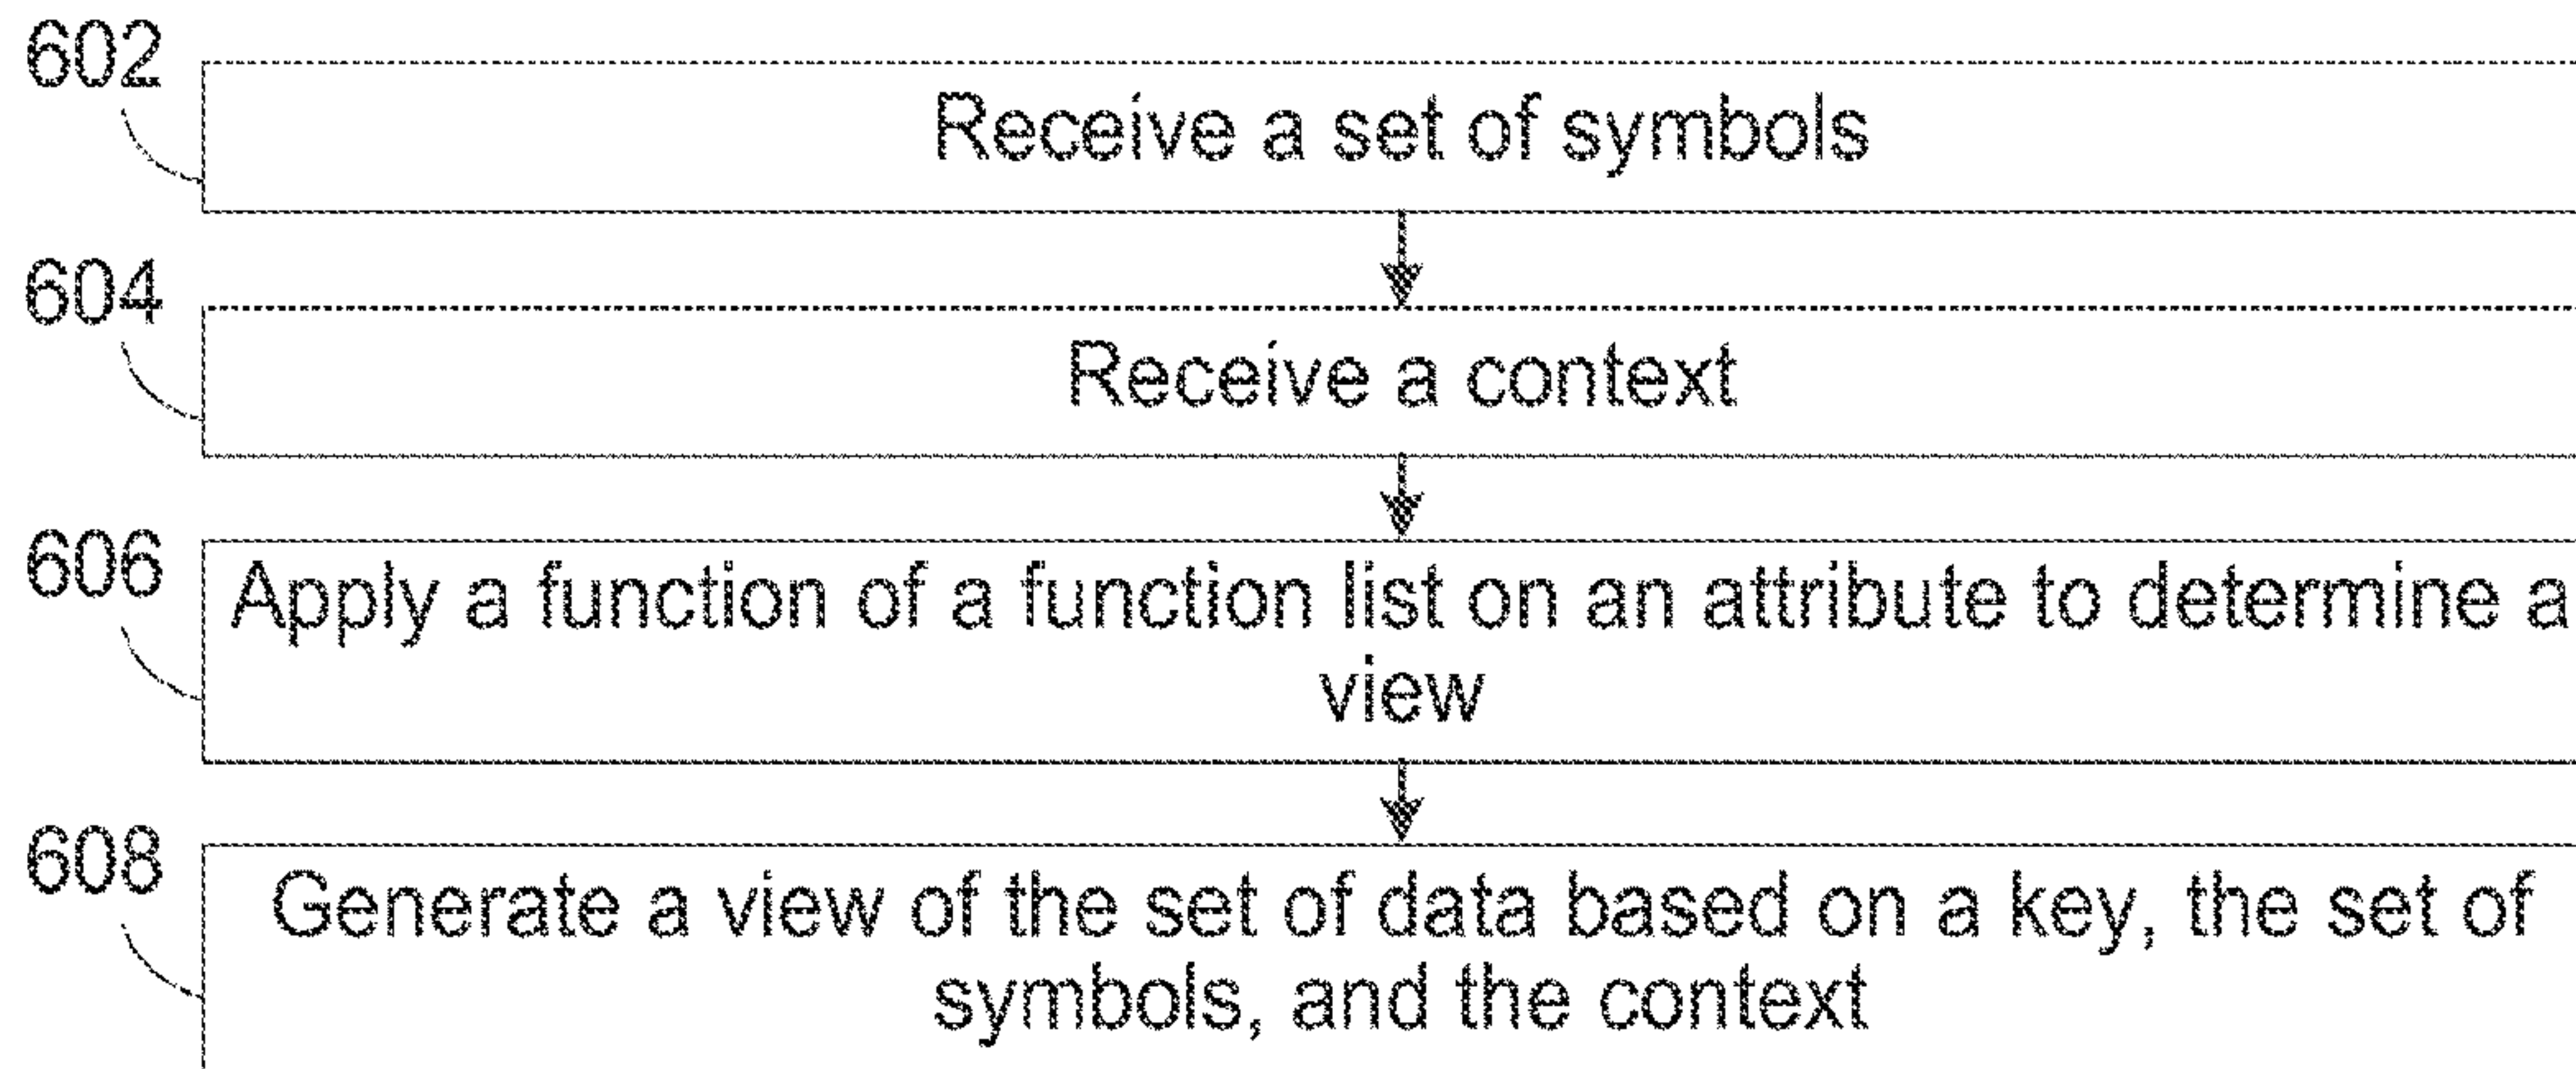 602
Receive a set of symbols
604
Receive a context
606
Apply a function of a function list on an attribute to determine a
view
608
Generate a view of the set of data based on a key, the set of
symbols, and the context